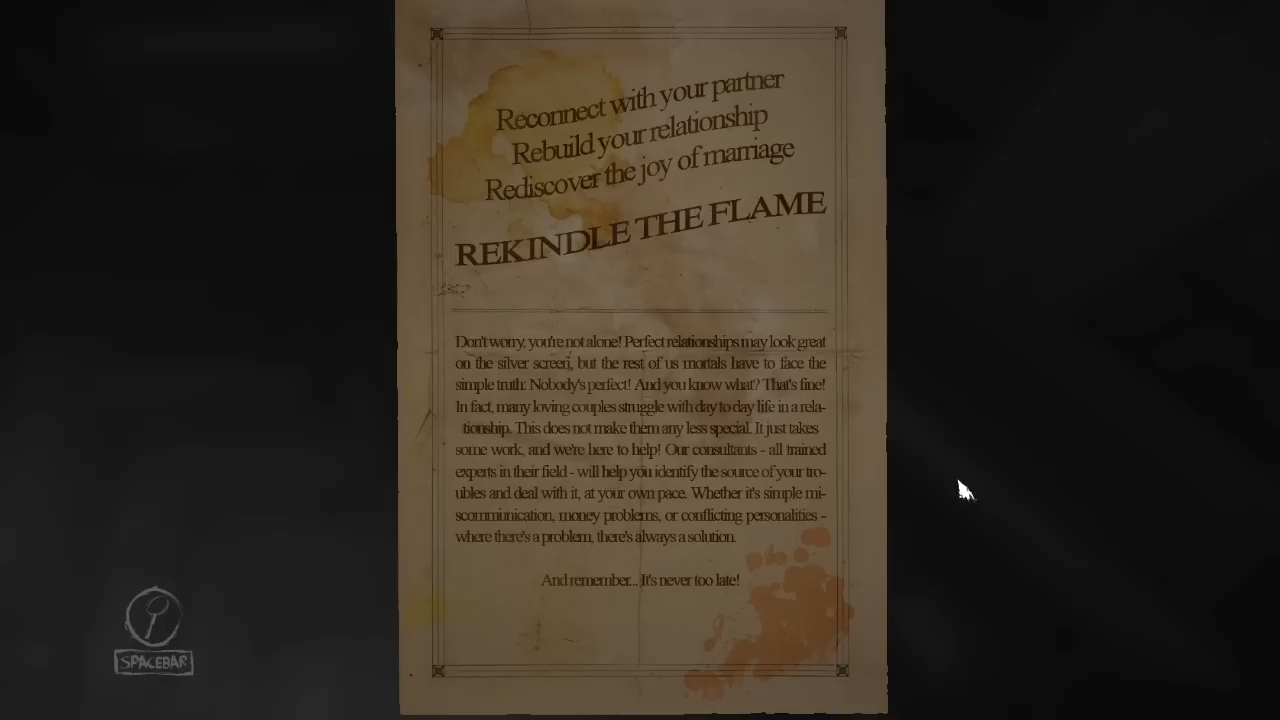 Reconnect with your partner
Rebuild your relationship
Rediscover the joy of marriage
REKINDLE THE FLAME
Don't worry, you're not alone! Perfect relationships may look great
on the silver screen, but the rest of us mortals have to face the
simple truth: Nobody's perfect! And you know what? That's fine!
In fact, many loving couples struggle with day to day life in a rela-
tionship. This does not make them any less special. It just takes
some work, and we're here to help! Our consultants - all trained
experts in their field - will help you identify the source of your tro-
ubles and deal with it, at your own pace. Whether it's simple mi-
scommunication, money problems, or conflicting personalities -
where there's a problem, there's always a solution.
And remember... It's never too late!
SPACEBAR